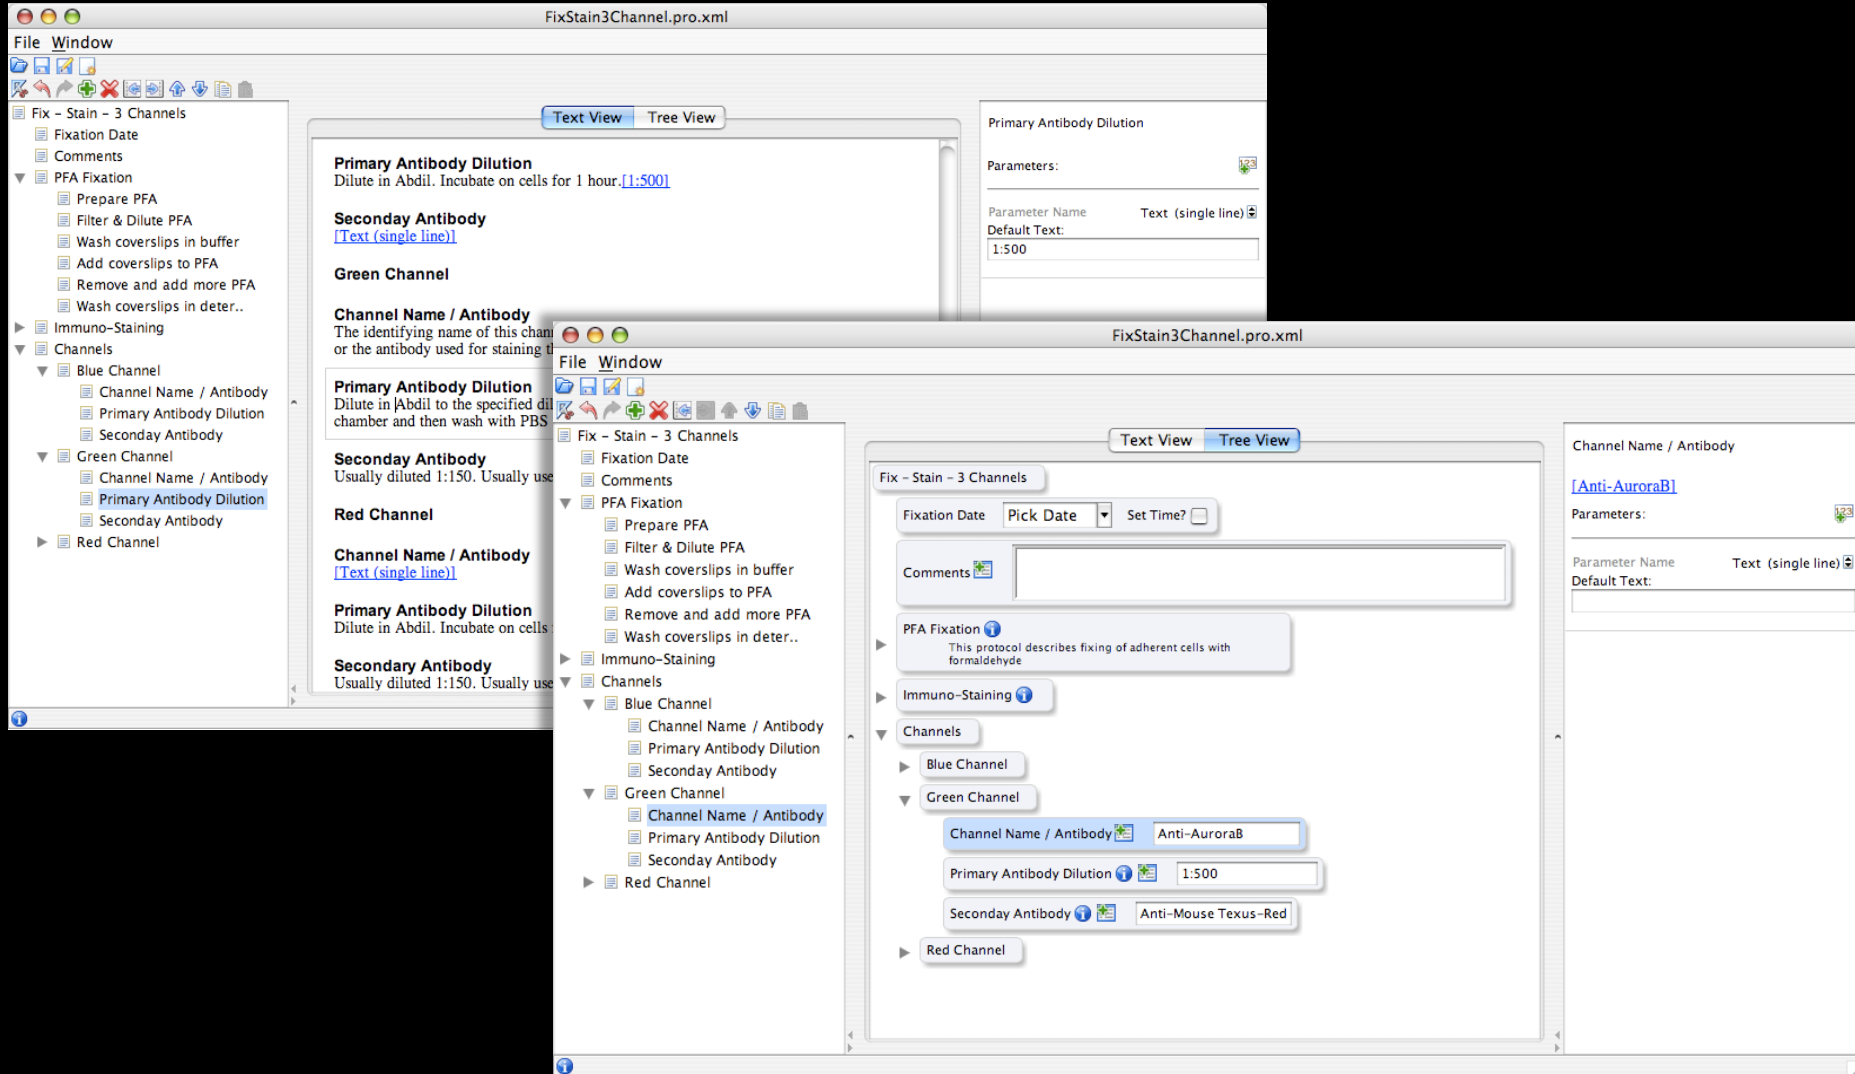 FixStain3Channel.pro.xml
File Window
Fix - Stain - 3 Channels
Fixation Date
Comments
PFA Fixation
Prepare PFA
Filter & Dilute PFA
Wash coverslips in buffer
Add coverslips to PFA
Remove and add more PFA
Wash coverslips in deter..
Immuno-Staining
Channels
Blue Channel
Channel Name / Antibody
Primary Antibody Dilution
Seconday Antibody
Green Channel
Channel Name / Antibody
Primary Antibody Dilution
Seconday Antibody
Red Channel
Text View Tree View
Primary Antibody Dilution
Dilute in Abdil. Incubate on cells for 1 hour.[1:500]
Seconday Antibody
[Text (single line)]
Green Channel
Channel Name / Antibody
The identifying name of this chan
or the antibody used for staining
Primary Antibody Dilution
Dilute in Abdil to the specified dil
chamber and then wash with PBS
Seconday Antibody
Usually diluted 1:150. Usually use
Red Channel
Channel Name / Antibody
[Text (single line)]
Primary Antibody Dilution
Dilute in Abdil. Incubate on cells
Secondary Antibody
Usually diluted 1:150. Usually use
Primary Antibody Dilution
Parameters:
Parameter Name Text (single line)
Default Text:
1:500
FixStain3Channel.pro.xml
File Window
Fix - Stain - 3 Channels
Fixation Date
Comments
PFA Fixation
Prepare PFA
Filter & Dilute PFA
Wash coverslips in buffer
Add coverslips to PFA
Remove and add more PFA
Wash coverslips in deter..
Immuno-Staining
Channels
Blue Channel
Channel Name / Antibody
Primary Antibody Dilution
Seconday Antibody
Green Channel
Channel Name / Antibody
Primary Antibody Dilution
Seconday Antibody
Red Channel
Text View Tree View
Fix - Stain - 3 Channels
Fixation Date Pick Date Set Time?
Comments
PFA Fixation
This protocol describes fixing of adherent cells with
formaldehyde
Immuno-Staining
Channels
Blue Channel
Green Channel
Channel Name / Antibody Anti-AuroraB
Primary Antibody Dilution 1:500
Seconday Antibody Anti-Mouse Texus-Red
Red Channel
Channel Name / Antibody
[Anti-AuroraB]
Parameters:
Parameter Name Text (single line)
Default Text: